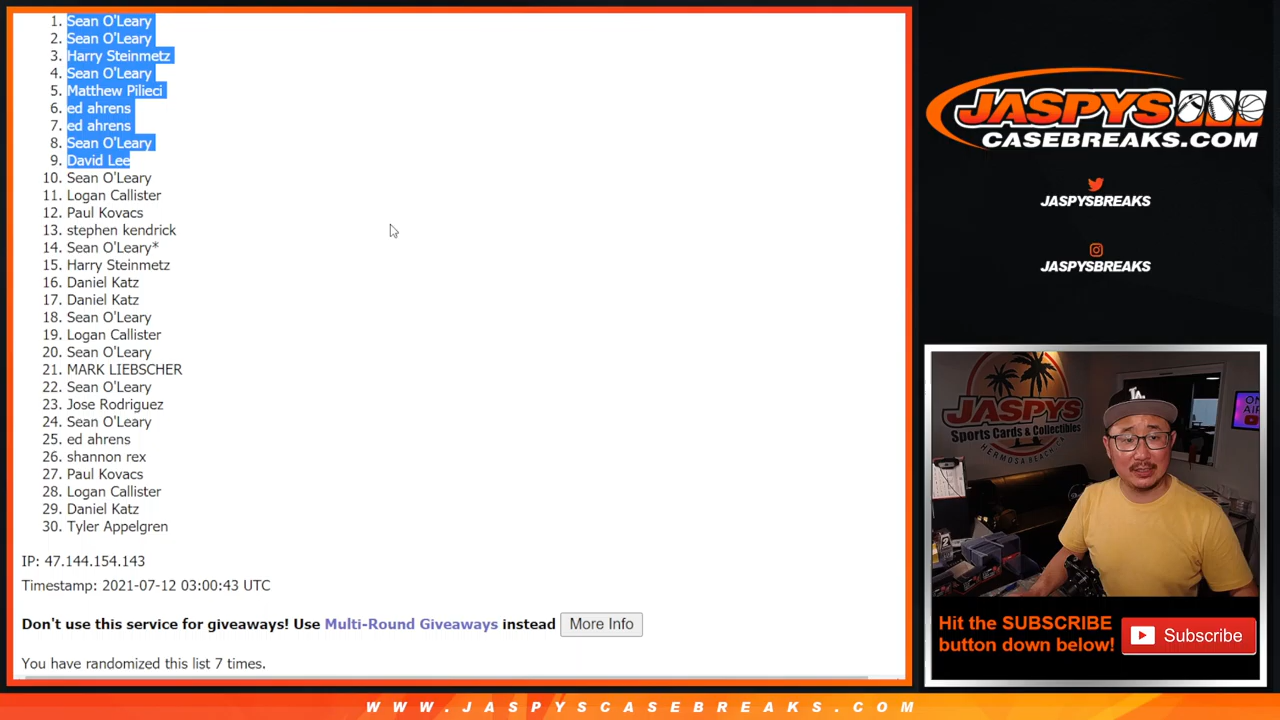 1. Sean O'Leary
2. Sean O'Leary
3. Harry Steinmetz
4. Sean O'Leary
5. Matthew Pilieci
6. ed ahrens
7. ed ahrens
8. Sean O'Leary
9. David Lee
10. Sean O'Leary
11. Logan Callister
12. Paul Kovacs
13. stephen kendrick
14. Sean O'Leary*
15. Harry Steinmetz
16. Daniel Katz
17. Daniel Katz
18. Sean O'Leary
19. Logan Callister
20. Sean O'Leary
21. MARK LIEBSCHER
22. Sean O'Leary
23. Jose Rodriguez
24. Sean O'Leary
25. ed ahrens
26. shannon rex
27. Paul Kovacs
28. Logan Callister
29. Daniel Katz
30. Tyler Appelgren
IP: 47.144.154.143
Timestamp: 2021-07-12 03:00:43 UTC
Don't use this service for giveaways! Use Multi-Round Giveaways instead More Info
You have randomized this list 7 times.
JASPYS
CASEBREAKS.COM
JASPYSBREAKS
JASPYSBREAKS
JASPYS
Sports Cards & Collectibles
HERMOSA BEACH, CA
ON
AIR
LA
Hit the SUBSCRIBE
button down below!
Subscribe
WWW.JASPYSCASEBREAKS.COM